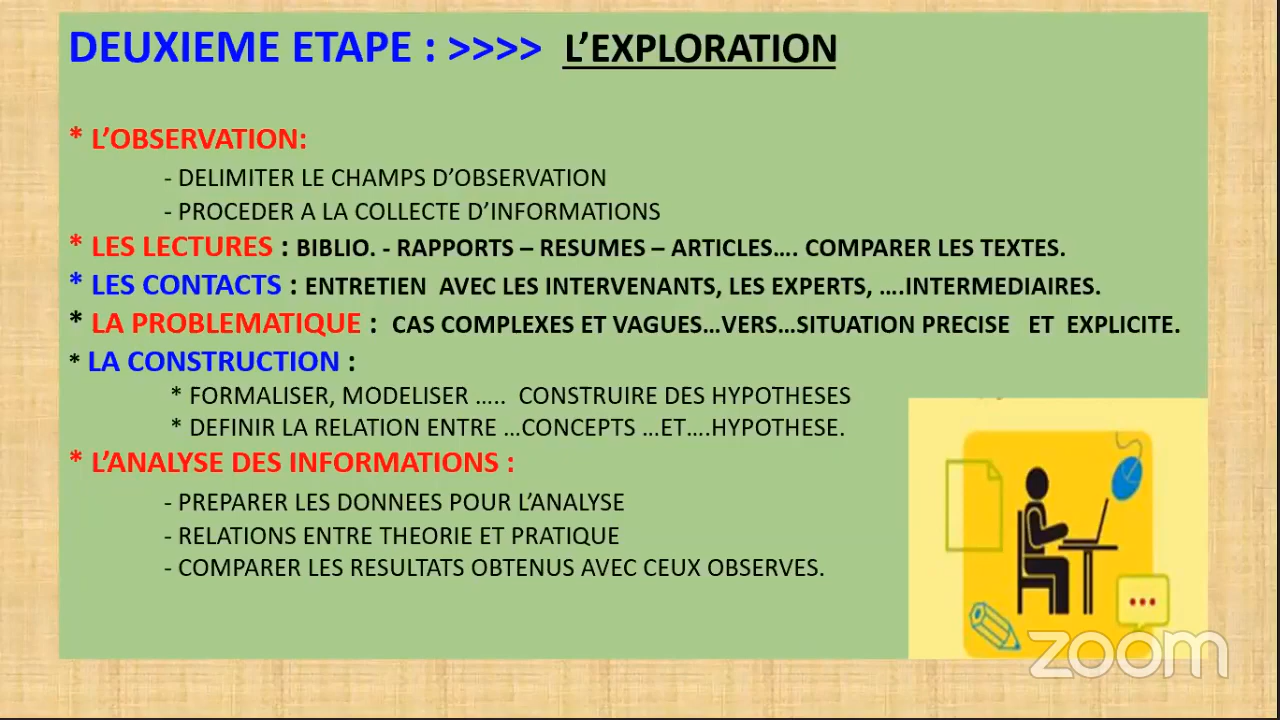 DEUXIEME ETAPE : >>>> L’EXPLORATION
* L’OBSERVATION:
- DELIMITER LE CHAMPS D’OBSERVATION
- PROCEDER A LA COLLECTE D’INFORMATIONS
* LES LECTURES : BIBLIO. - RAPPORTS – RESUMES – ARTICLES…. COMPARER LES TEXTES.
* LES CONTACTS : ENTRETIEN AVEC LES INTERVENANTS, LES EXPERTS, ….INTERMEDIAIRES.
* LA PROBLEMATIQUE : CAS COMPLEXES ET VAGUES…VERS…SITUATION PRECISE ET EXPLICITE.
* LA CONSTRUCTION :
* FORMALISER, MODELISER ….. CONSTRUIRE DES HYPOTHESES
* DEFINIR LA RELATION ENTRE …CONCEPTS …ET….HYPOTHESE.
* L’ANALYSE DES INFORMATIONS :
- PREPARER LES DONNEES POUR L’ANALYSE
- RELATIONS ENTRE THEORIE ET PRATIQUE
- COMPARER LES RESULTATS OBTENUS AVEC CEUX OBSERVES.
zoom